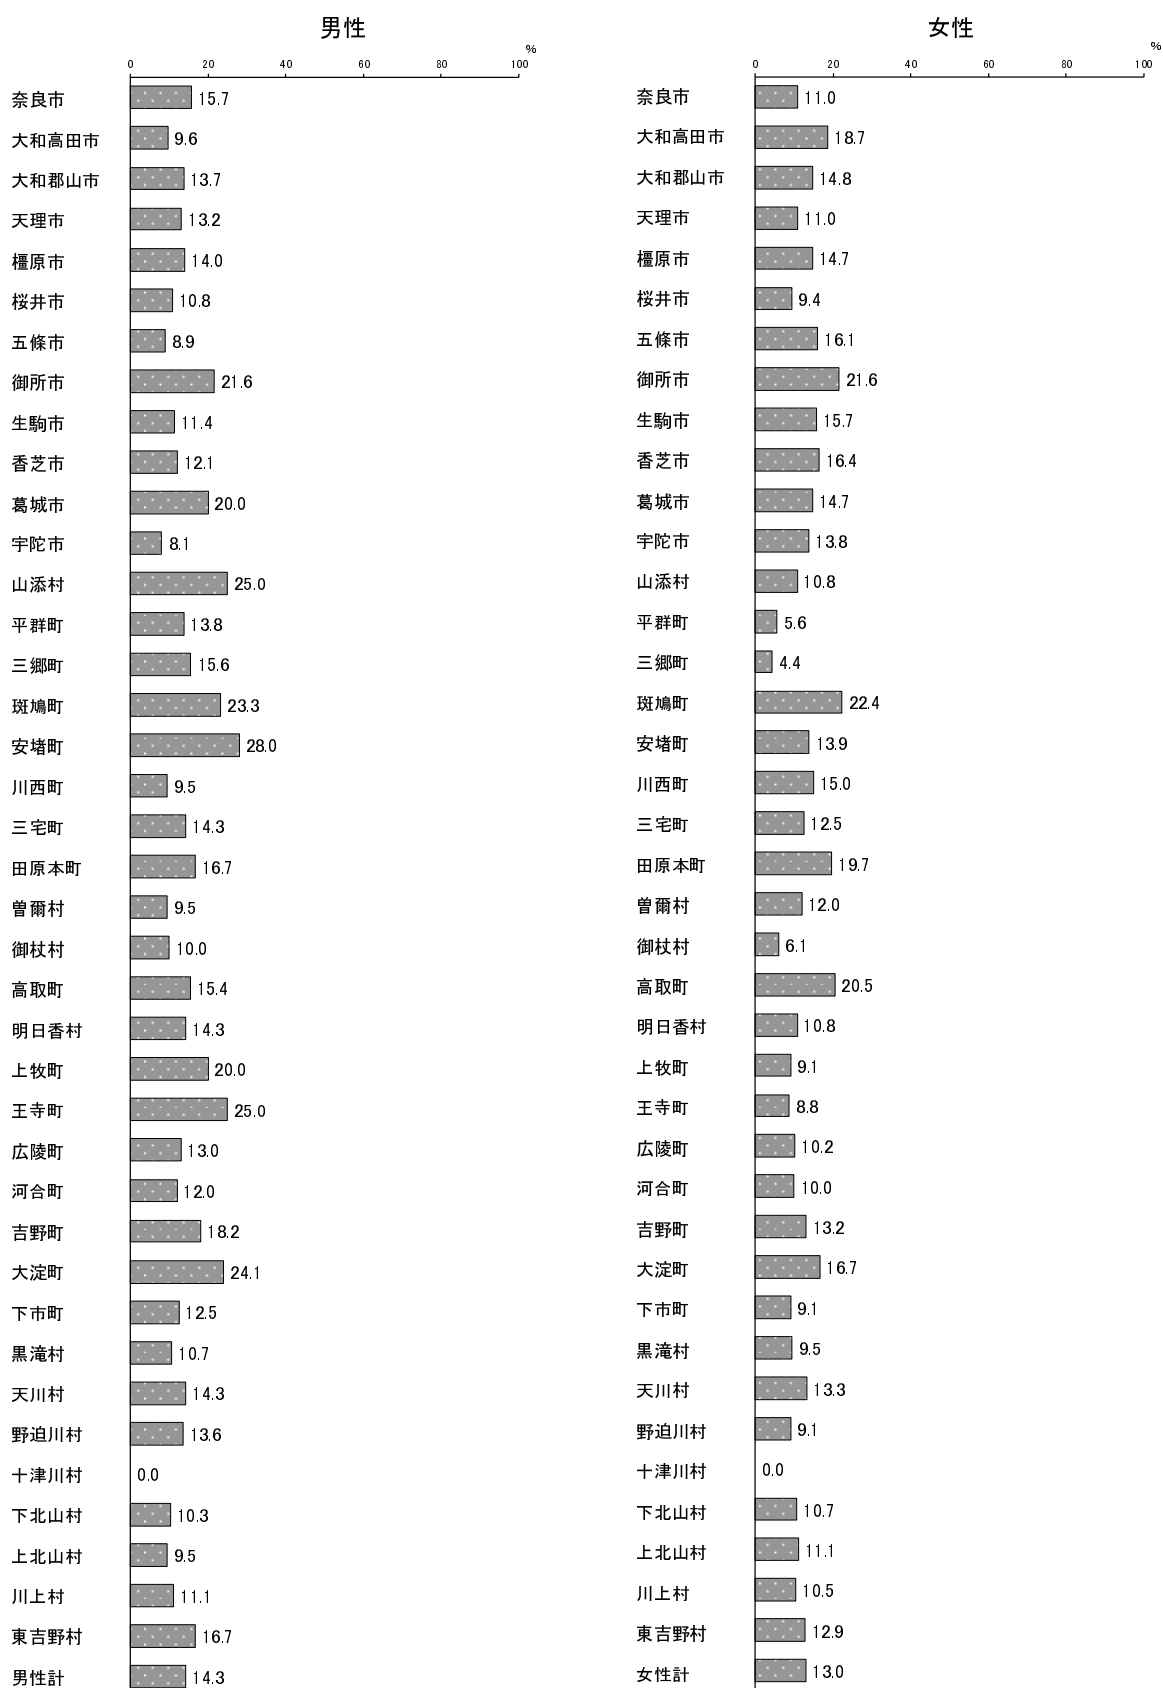 男性
%
0 20 40 60 80 100
奈良市 15.7
大和高田市 9.6
大和郡山市 13.7
天理市 13.2
橿原市 14.0
桜井市 10.8
五條市 8.9
御所市 21.6
生駒市 11.4
香芝市 12.1
葛城市 20.0
宇陀市 8.1
山添村 25.0
平群町 13.8
三郷町 15.6
斑鳩町 23.3
安堵町 28.0
川西町 9.5
三宅町 14.3
田原本町 16.7
曽爾村 9.5
御杖村 10.0
高取町 15.4
明日香村 14.3
上牧町 20.0
王寺町 25.0
広陵町 13.0
河合町 12.0
吉野町 18.2
大淀町 24.1
下市町 12.5
黒滝村 10.7
天川村 14.3
野迫川村 13.6
十津川村 0.0
下北山村 10.3
上北山村 9.5
川上村 11.1
東吉野村 16.7
男性計 14.3
女性
%
0 20 40 60 80 100
奈良市 11.0
大和高田市 18.7
大和郡山市 14.8
天理市 11.0
橿原市 14.7
桜井市 9.4
五條市 16.1
御所市 21.6
生駒市 15.7
香芝市 16.4
葛城市 14.7
宇陀市 13.8
山添村 10.8
平群町 5.6
三郷町 4.4
斑鳩町 22.4
安堵町 13.9
川西町 15.0
三宅町 12.5
田原本町 19.7
曽爾村 12.0
御杖村 6.1
高取町 20.5
明日香村 10.8
上牧町 9.1
王寺町 8.8
広陵町 10.2
河合町 10.0
吉野町 13.2
大淀町 16.7
下市町 9.1
黒滝村 9.5
天川村 13.3
野迫川村 9.1
十津川村 0.0
下北山村 10.7
上北山村 11.1
川上村 10.5
東吉野村 12.9
女性計 13.0